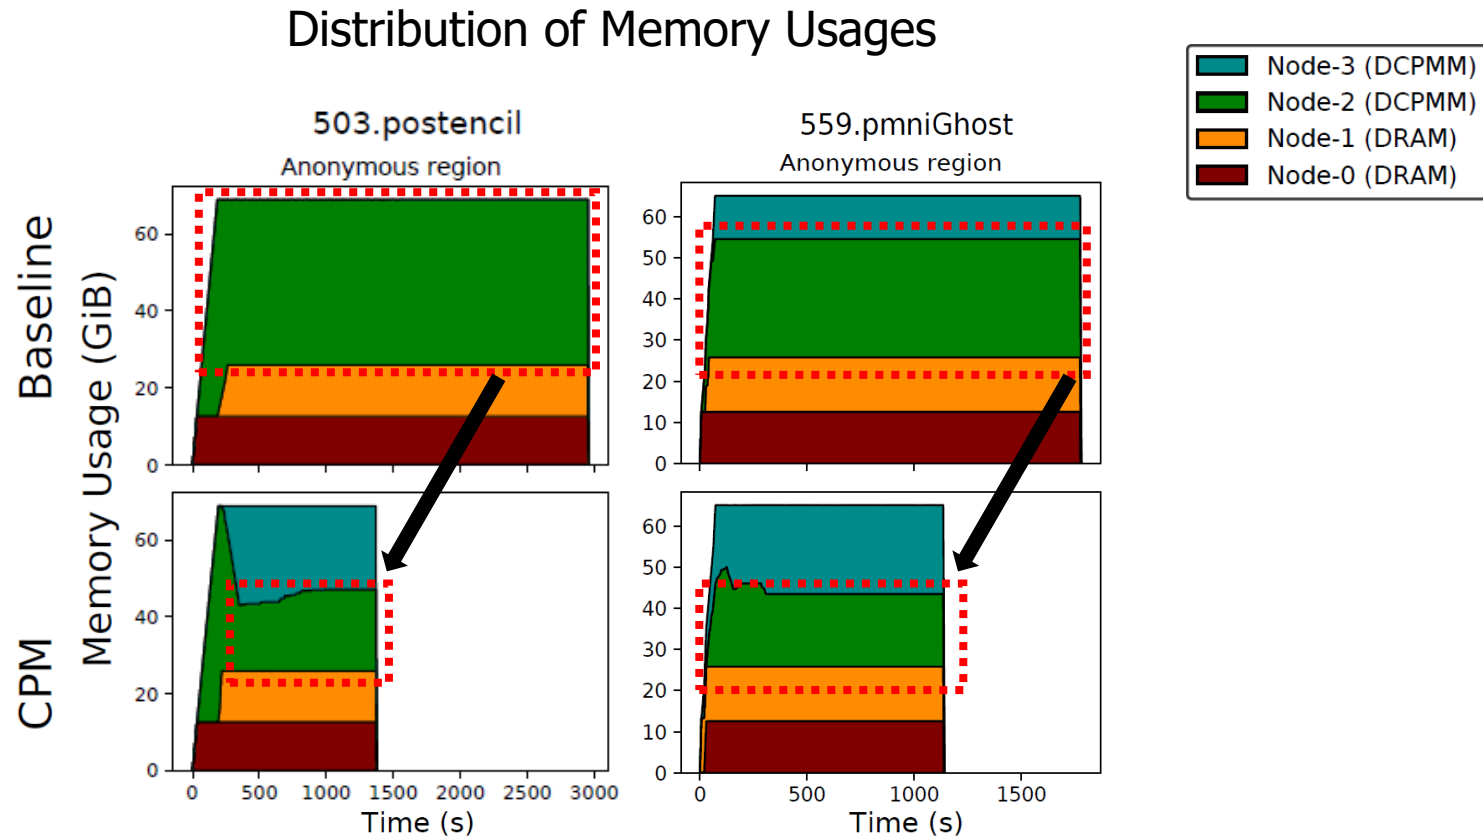 Distribution of Memory Usages
Node-3 (DCPMM)
Node-2 (DCPMM)
Node-1 (DRAM)
Node-0 (DRAM)
503.postencil
Anonymous region
559.pmniGhost
Anonymous region
Baseline
CPM
Memory Usage (GiB)
60
40
20
0
60
50
40
30
20
10
0
60
40
20
0
60
50
40
30
20
10
0
0 500 1000 1500 2000 2500 3000
Time (s)
0 500 1000 1500
Time (s)